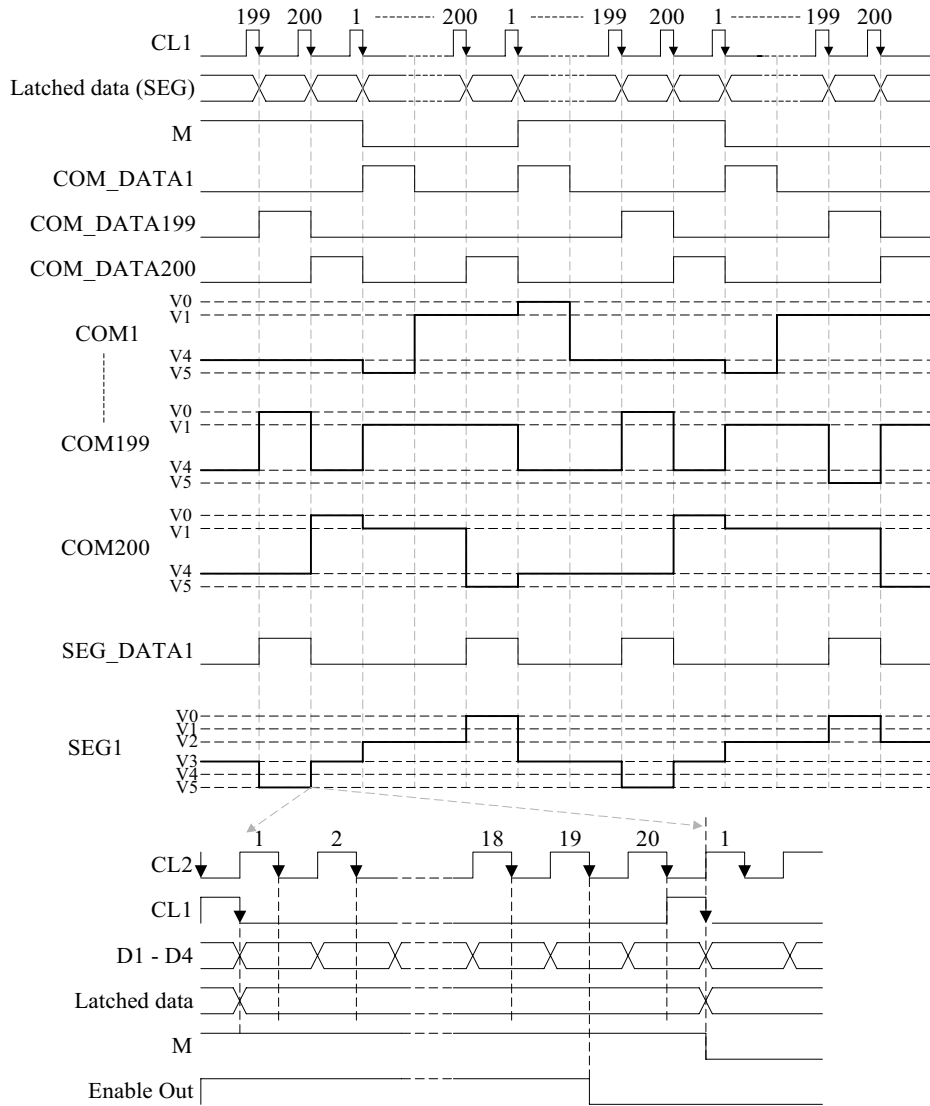 199 200 1 200 1 199 200 1 199 200
CL1
Latched data (SEG)
M
COM_DATA1
COM_DATA199
COM_DATA200
V0
V1
COM1
V4
V5
V0
V1
COM199
V4
V5
V0
V1
COM200
V4
V5
SEG_DATA1
V0
V1
V2
SEG1
V3
V4
V5
1 2 18 19 20 1
CL2
CL1
D1 - D4
Latched data
M
Enable Out